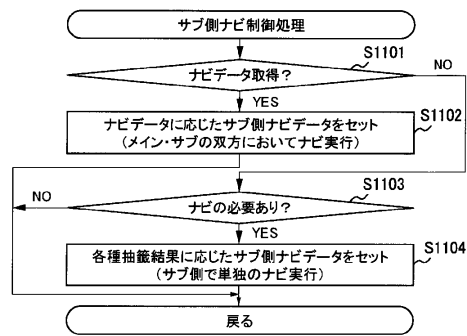 サブ側ナビ制御処理
S1101
ナビデータ取得?
NO
YES
S1102
ナビデータに応じたサブ側ナビデータをセット
(メイン・サブの双方においてナビ実行)
S1103
NO
ナビの必要あり?
YES
S1104
各種抽籤結果に応じたサブ側ナビデータをセット
(サブ側で単独のナビ実行)
戻る